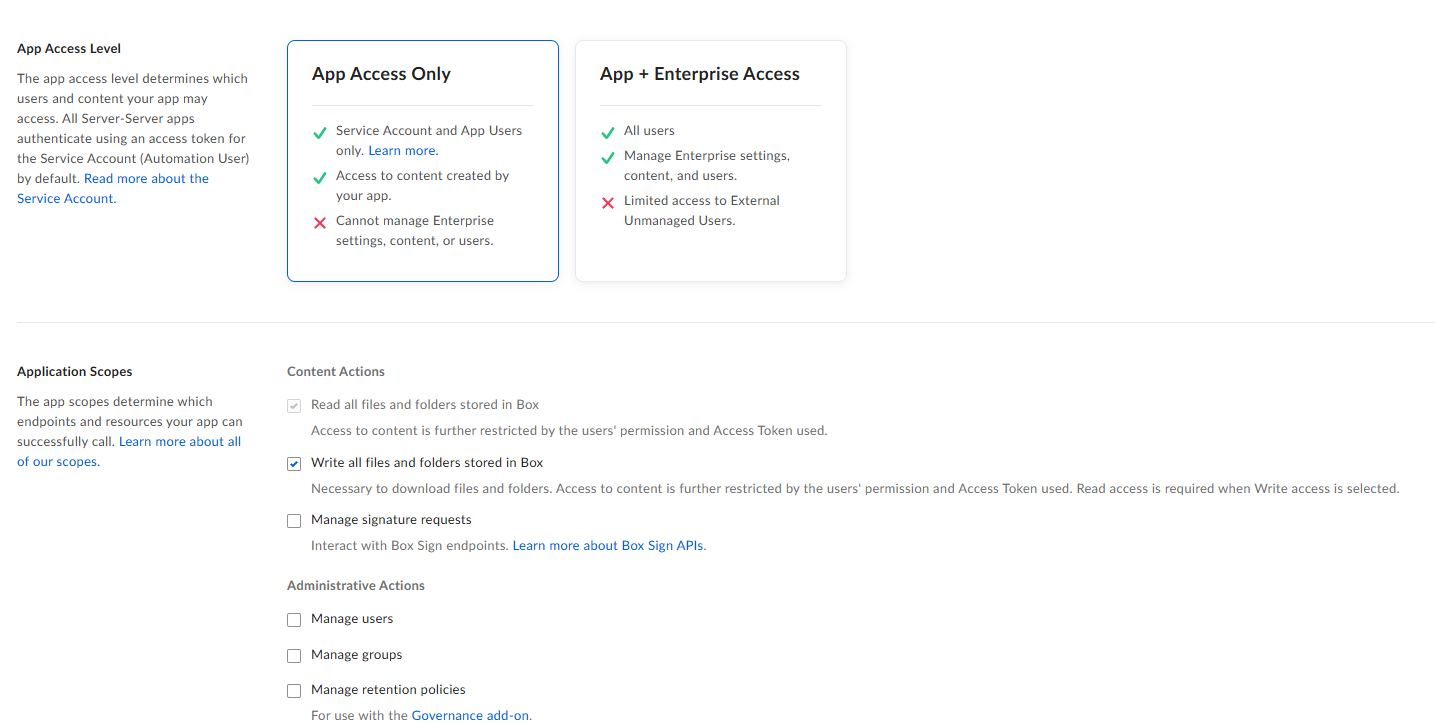 App Access Level
The app access level determines which
users and content your app may
access. All Server-Server apps
authenticate using an access token for
the Service Account (Automation User)
by default. Read more about the
Service Account.
App Access Only
Service Account and App Users
only. Learn more.
Access to content created by
your app.
Cannot manage Enterprise
settings, content, or users.
App + Enterprise Access
All users
Manage Enterprise settings,
content, and users.
Limited access to External
Unmanaged Users.
Application Scopes
The app scopes determine which
endpoints and resources your app can
successfully call. Learn more about all
of our scopes.
Content Actions
Read all files and folders stored in Box
Access to content is further restricted by the users' permission and Access Token used.
Write all files and folders stored in Box
Necessary to download files and folders. Access to content is further restricted by the users' permission and Access Token used. Read access is required when Write access is selected.
Manage signature requests
Interact with Box Sign endpoints. Learn more about Box Sign APIs.
Administrative Actions
Manage users
Manage groups
Manage retention policies
For use with the Governance add-on.